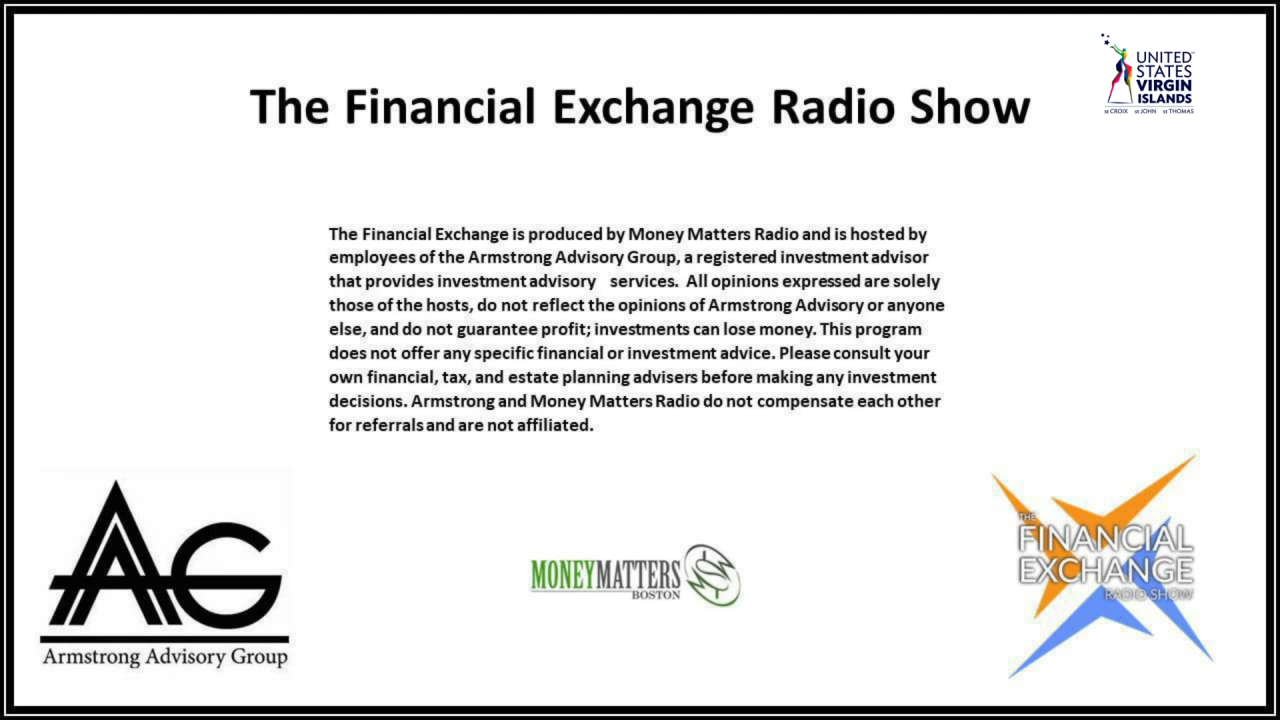 UNITED
STATES
VIRGIN
ISLANDS
st CROIX st JOHN st THOMAS
The Financial Exchange Radio Show
The Financial Exchange is produced by Money Matters Radio and is hosted by
employees of the Armstrong Advisory Group, a registered investment advisor
that provides investment advisory services. All opinions expressed are solely
those of the hosts, do not reflect the opinions of Armstrong Advisory or anyone
else, and do not guarantee profit; investments can lose money. This program
does not offer any specific financial or investment advice. Please consult your
own financial, tax, and estate planning advisers before making any investment
decisions. Armstrong and Money Matters Radio do not compensate each other
for referrals and are not affiliated.
AG
Armstrong Advisory Group
MONEYMATTERS
BOSTON
THE
FINANCIAL
EXCHANGE
RADIO SHOW